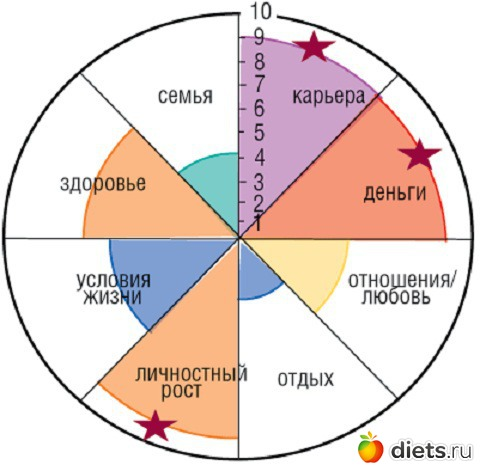 10
9
8
7
6
5
4
3
2
1
семья
карьера
здоровье
деньги
условия
жизни
отношения/
любовь
личностный
рост
отдых
diets.ru